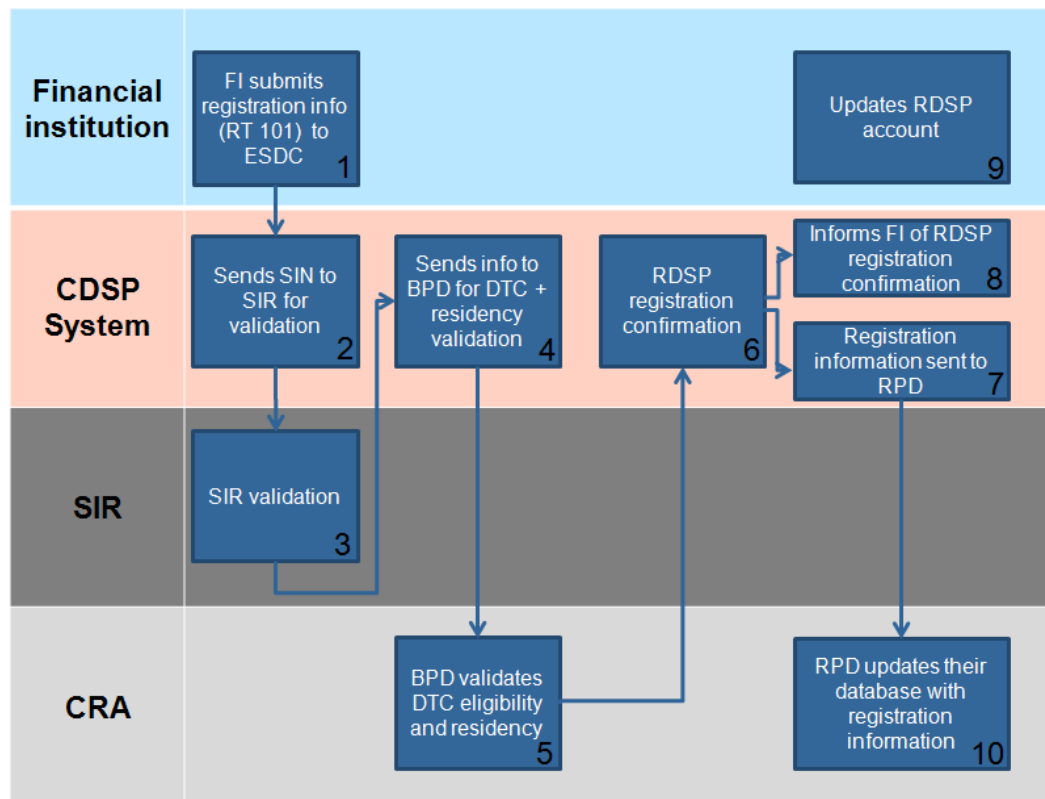 Financial
institution
FI submits
registration info
(RT 101) to
ESDC
1
Updates RDSP
account
9
CDSP
System
Sends SIN to
SIR for
validation
2
Sends info to
BPD for DTC +
residency
validation
4
RDSP
registration
confirmation
6
Informs FI of RDSP
registration
confirmation
8
Registration
information sent to
RPD
7
SIR
SIR validation
3
CRA
BPD validates
DTC eligibility
and residency
5
RPD updates their
database with
registration
information
10